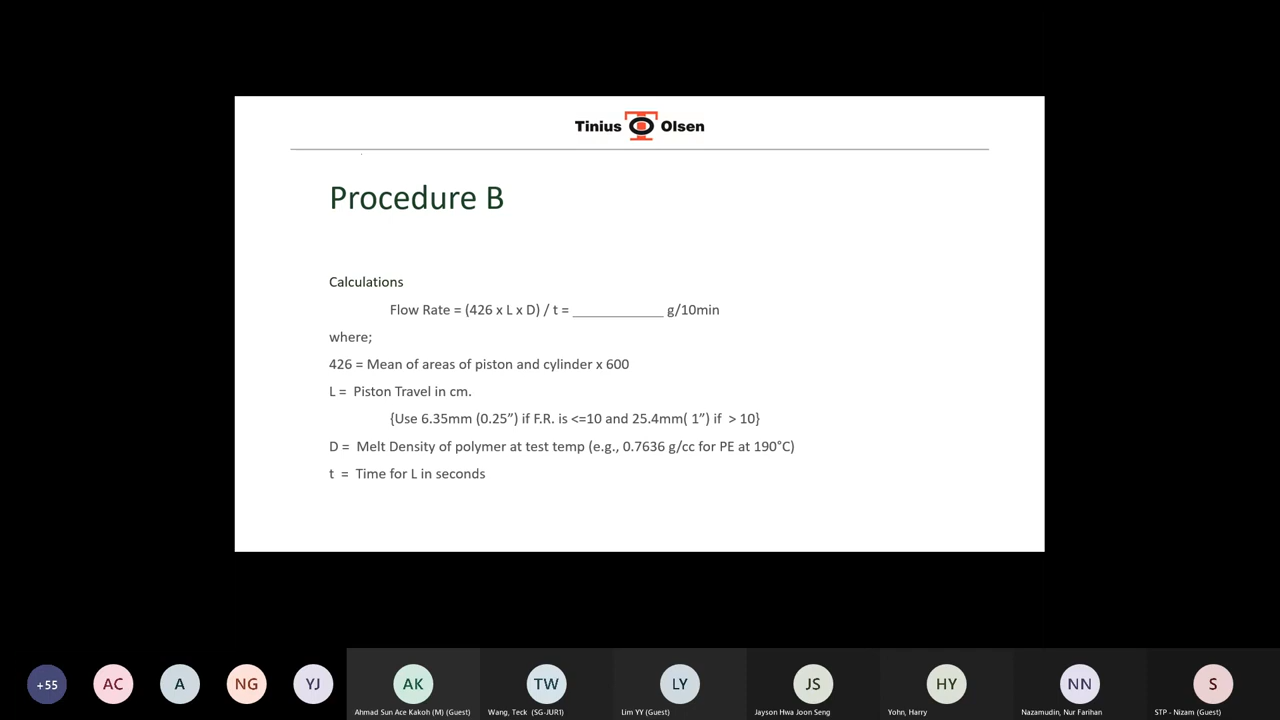 Tinius Olsen
Procedure B
Calculations
Flow Rate = (426 x L x D) / t = ____________ g/10min
where;
426 = Mean of areas of piston and cylinder x 600
L =  Piston Travel in cm.
{Use 6.35mm (0.25”) if F.R. is <=10 and 25.4mm( 1”) if  > 10}
D =  Melt Density of polymer at test temp (e.g., 0.7636 g/cc for PE at 190°C)
t  =  Time for L in seconds
+55 AC A NG YJ AK TW LY JS HY NN S
Ahmad Sun Ace Kakoh (M) (Guest) Wang, Teck  (SG-JUR1) Lim YY (Guest) Jayson Hwa Joon Seng Yohn, Harry Nazamudin, Nur Farihan STP - Nizam (Guest)